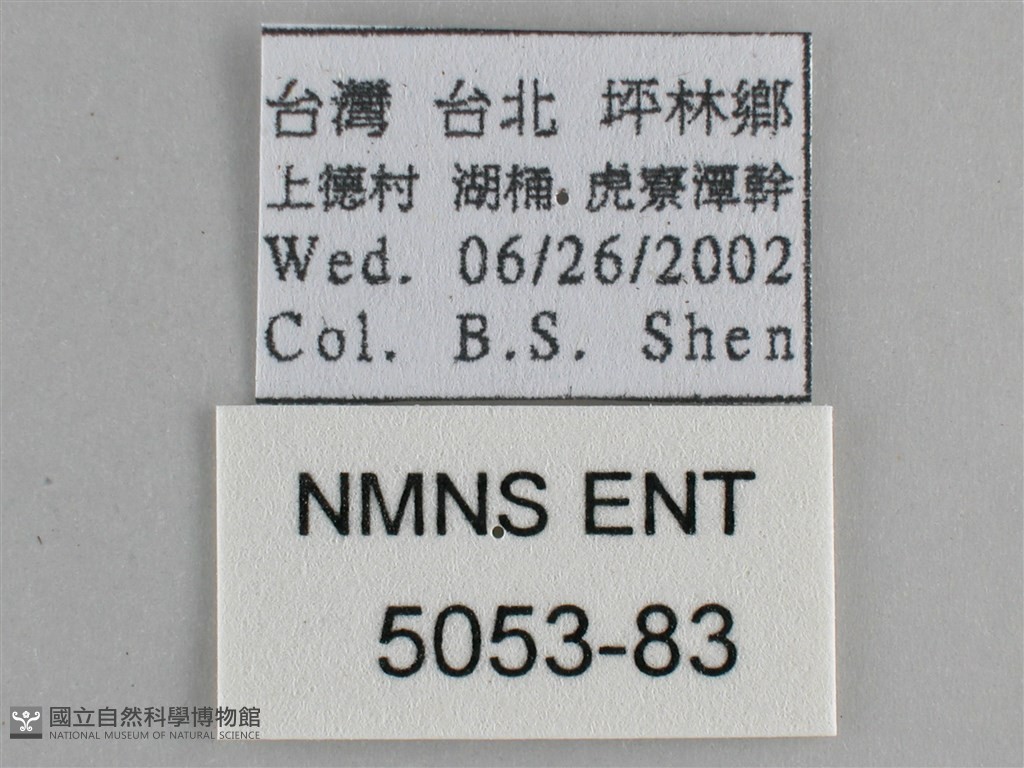 台灣 台北 坪林鄉
上德村 湖桶 虎寮潭幹
Wed. 06/26/2002
Col. B.S. Shen
NMNS ENT
5053-83
國立自然科學博物館
NATIONAL MUSEUM OF NATURAL SCIENCE